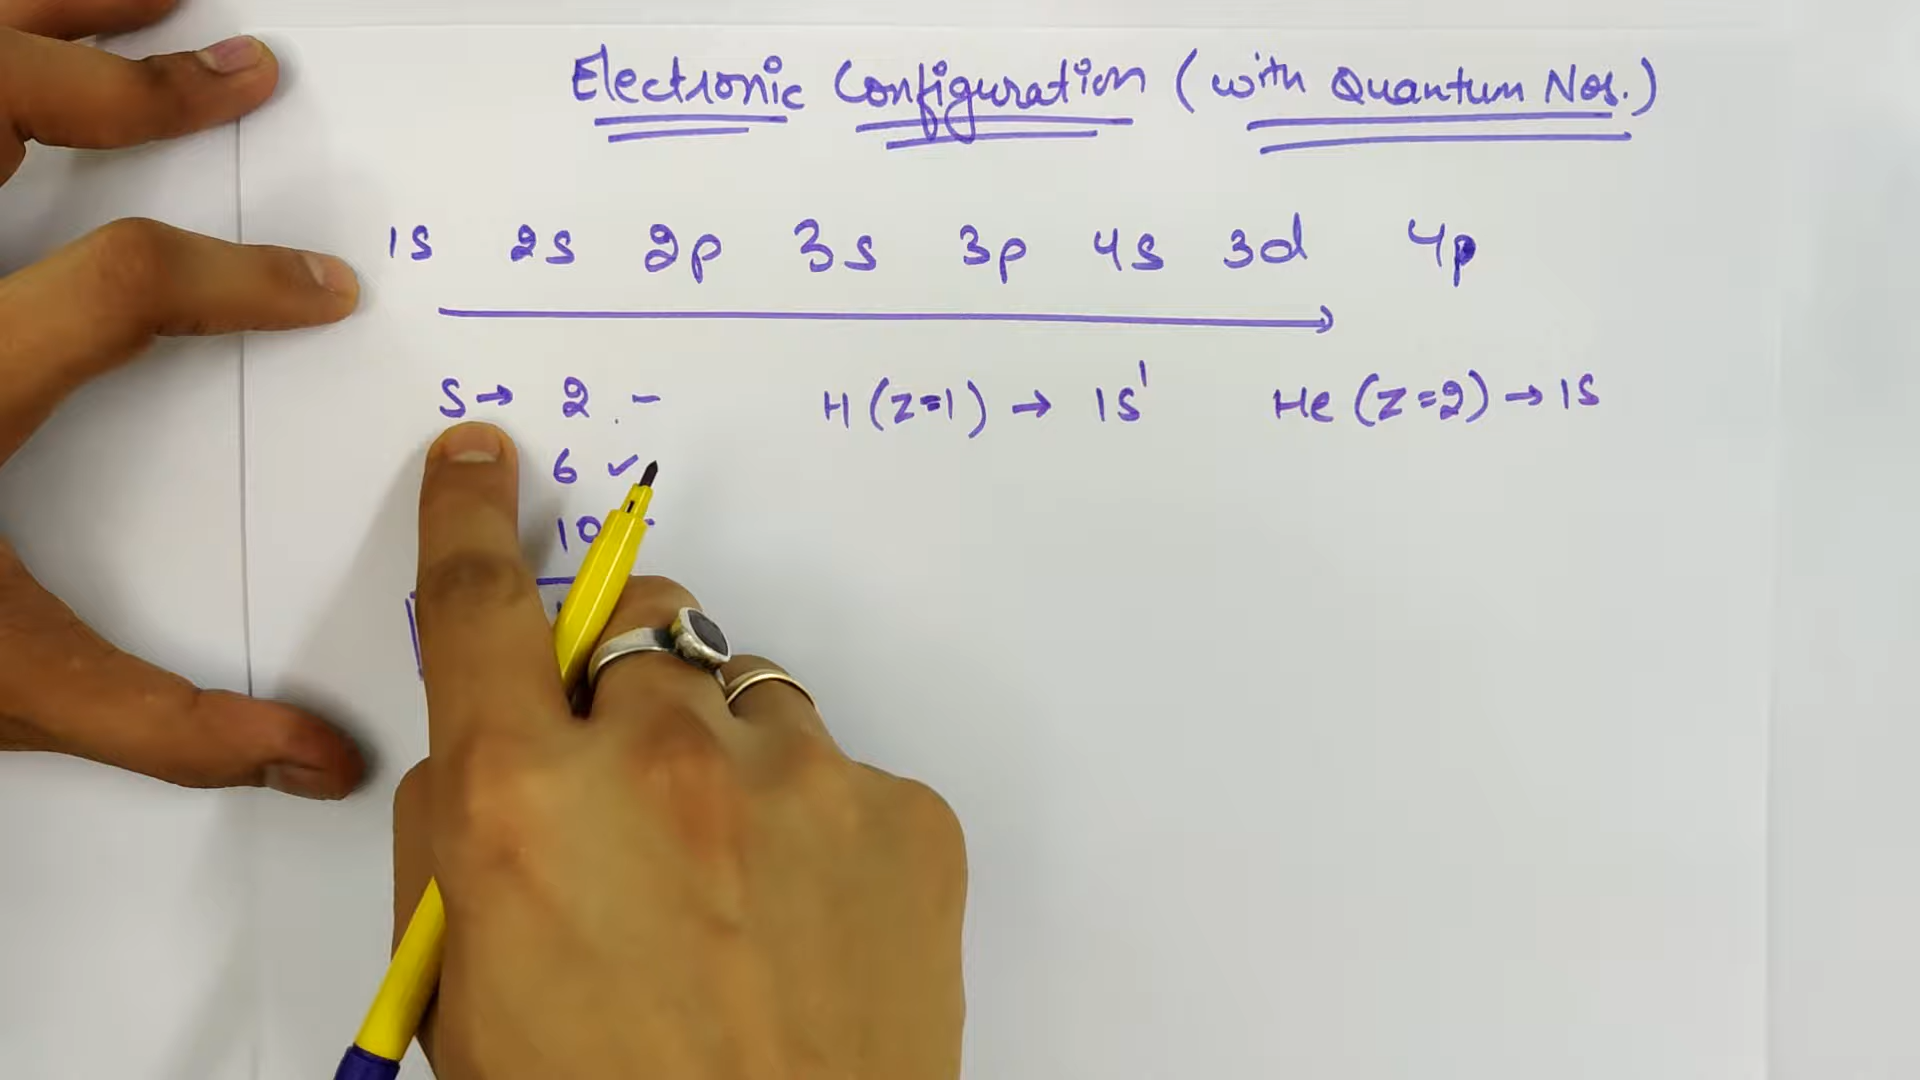 Electronic Configuration (with Quantum Nos.)
1s 2s 2p 3s 3p 4s 3d 4p
S → 2 - H (Z=1) → 1S¹ He (Z=2) → 1S
6 ✓
10